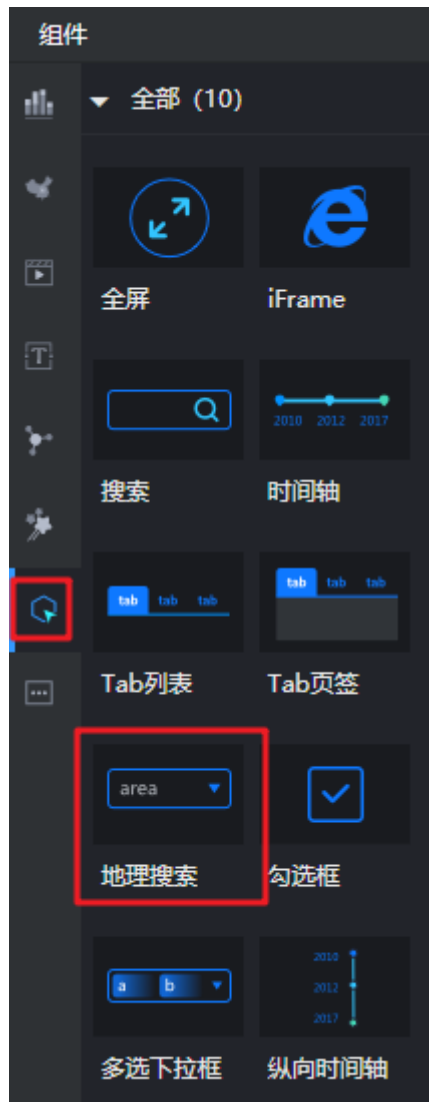 组件
全部 (10)
全屏
iFrame
搜索
2010 2012 2017
时间轴
tab tab tab
Tab列表
tab tab tab
Tab页签
area
地理搜索
勾选框
a b
多选下拉框
2010
2012
2017
纵向时间轴
T